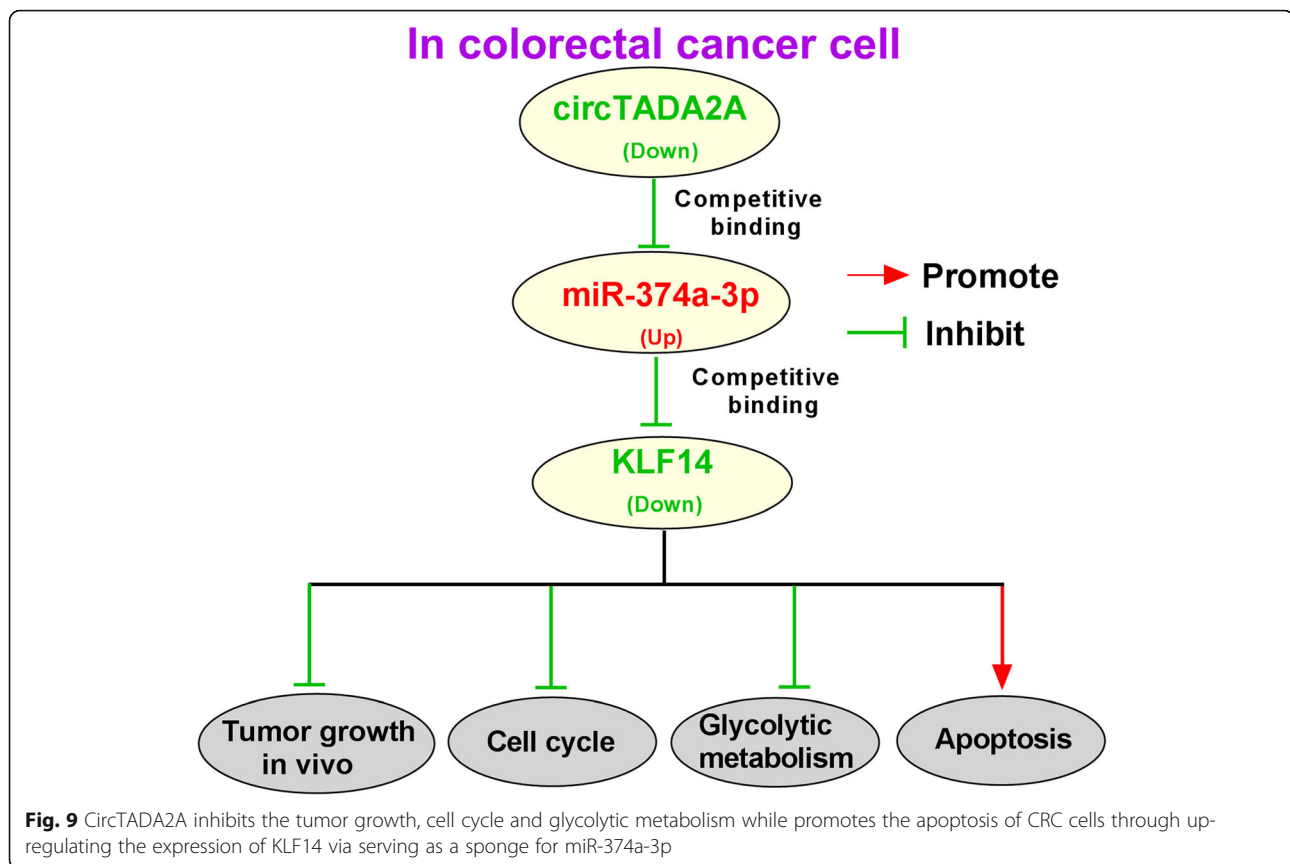 In colorectal cancer cell
circTADA2A
(Down)
Competitive
binding
miR-374a-3p
(Up)
Promote
Inhibit
Competitive
binding
KLF14
(Down)
Tumor growth
in vivo
Cell cycle
Glycolytic
metabolism
Apoptosis
Fig. 9 CircTADA2A inhibits the tumor growth, cell cycle and glycolytic metabolism while promotes the apoptosis of CRC cells through up-
regulating the expression of KLF14 via serving as a sponge for miR-374a-3p